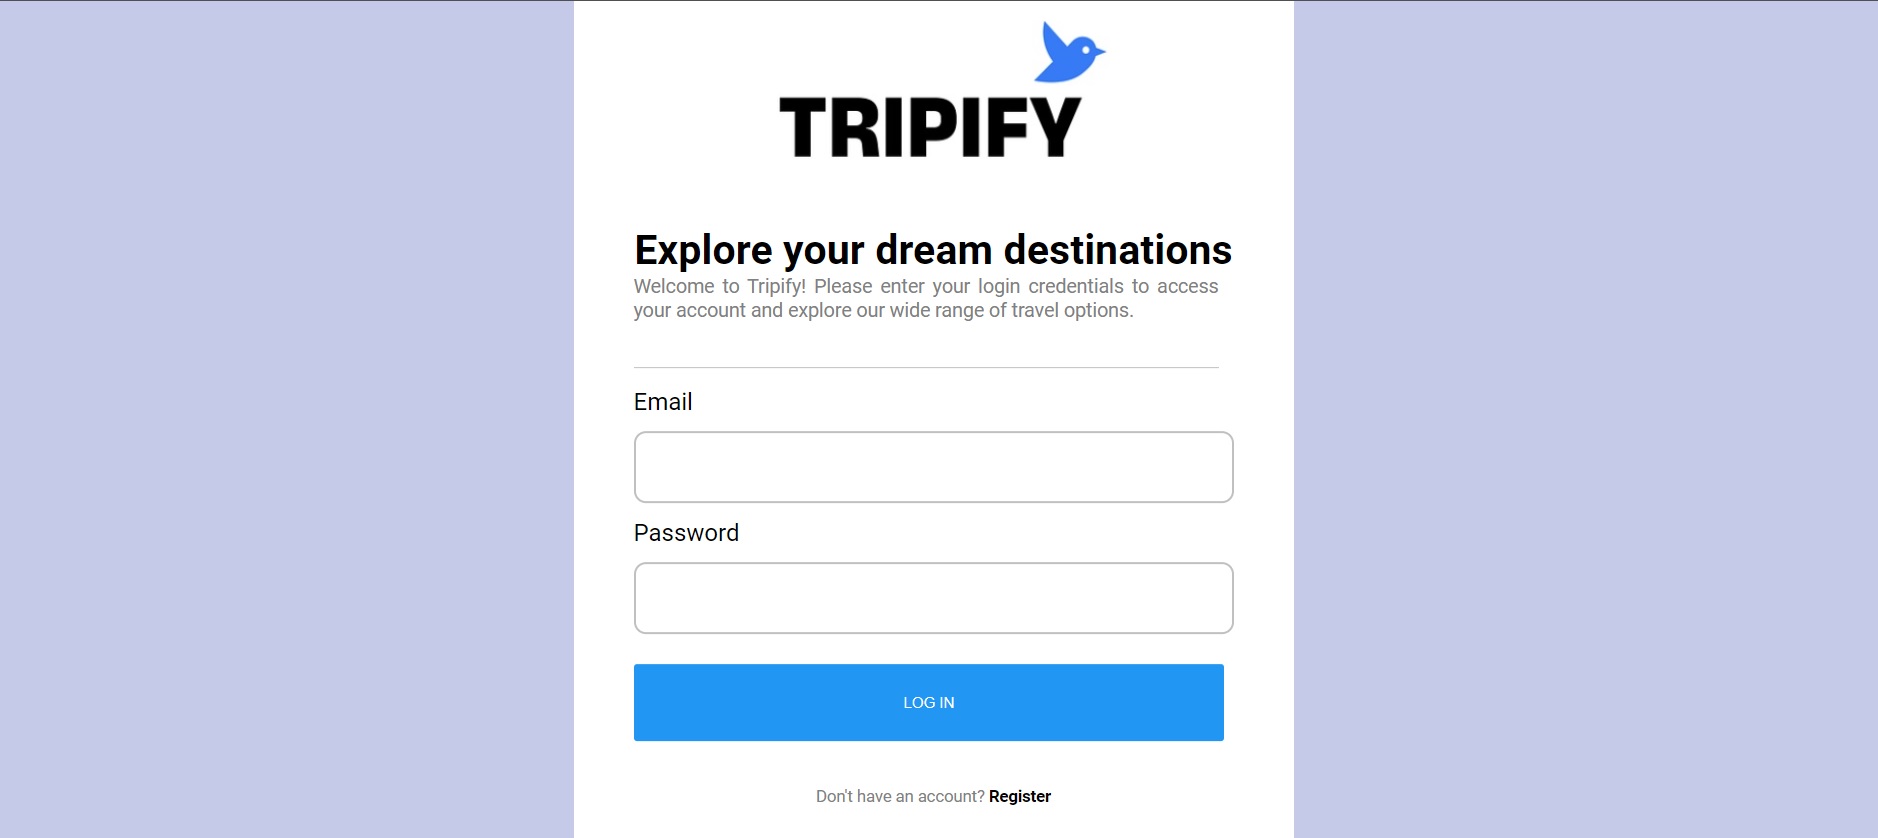 TRIPIFY
Explore your dream destinations
Welcome to Tripify! Please enter your login credentials to access
your account and explore our wide range of travel options.
Email
Password
LOG IN
Don't have an account? Register